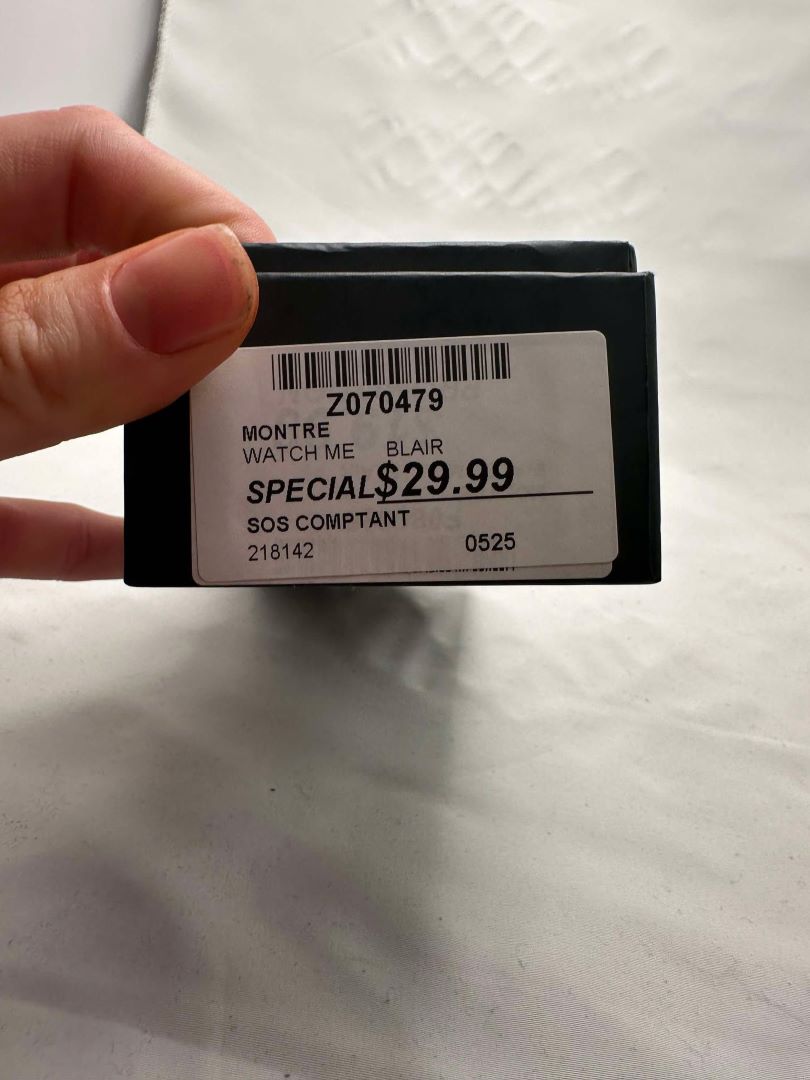 Z070479
MONTRE
WATCH ME BLAIR
SPECIAL $29.99
SOS COMPTANT
218142 0525